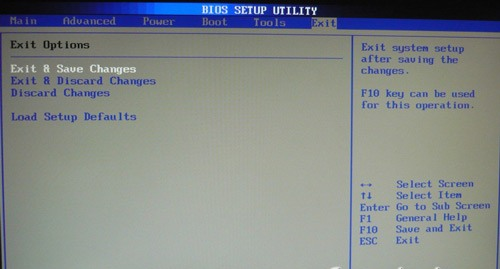 BIOS SETUP UTILITY
Main Advanced Power Boot Tools Exit
Exit Options
Exit & Save Changes
Exit & Discard Changes
Discard Changes
Load Setup Defaults
Exit system setup
after saving the
changes.
F10 key can be used
for this operation.
↔ Select Screen
↑↓ Select Item
Enter Go to Sub Screen
F1 General Help
F10 Save and Exit
ESC Exit